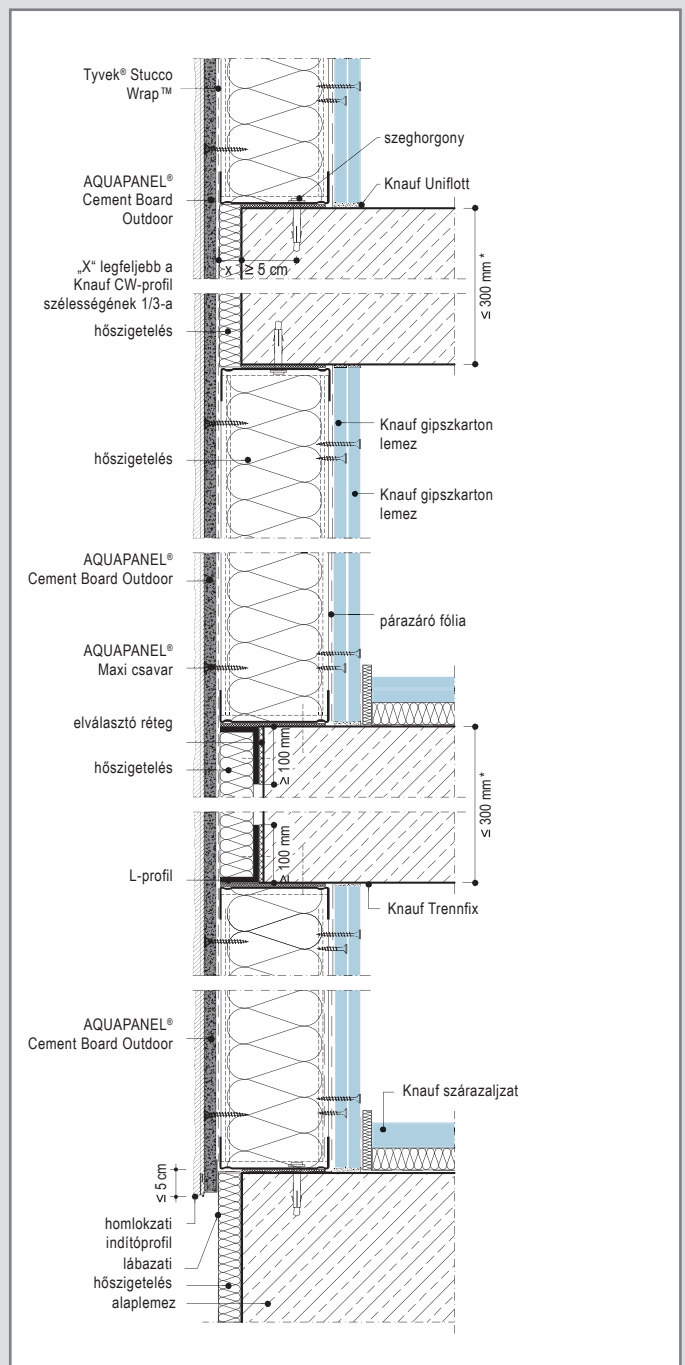 Tyvek® Stucco
Wrap™
szeghorgony
AQUAPANEL®
Cement Board
Outdoor
Knauf Uniflott
„X“ legfeljebb a
Knauf CW-profil
szélességének 1/3-a
x
≥ 5 cm
≤ 300 mm*
hőszigetelés
Knauf gipszkarton
lemez
hőszigetelés
Knauf gipszkarton
lemez
AQUAPANEL®
Cement Board Outdoor
párazáró fólia
AQUAPANEL®
Maxi csavar
elválasztó réteg
≥ 100 mm
hőszigetelés
≤ 300 mm*
≥ 100 mm
L-profil
Knauf Trennfix
AQUAPANEL®
Cement Board Outdoor
Knauf szárazaljzat
≤ 5 cm
homlokzati
indítóprofil
lábazati
hőszigetelés
alaplemez